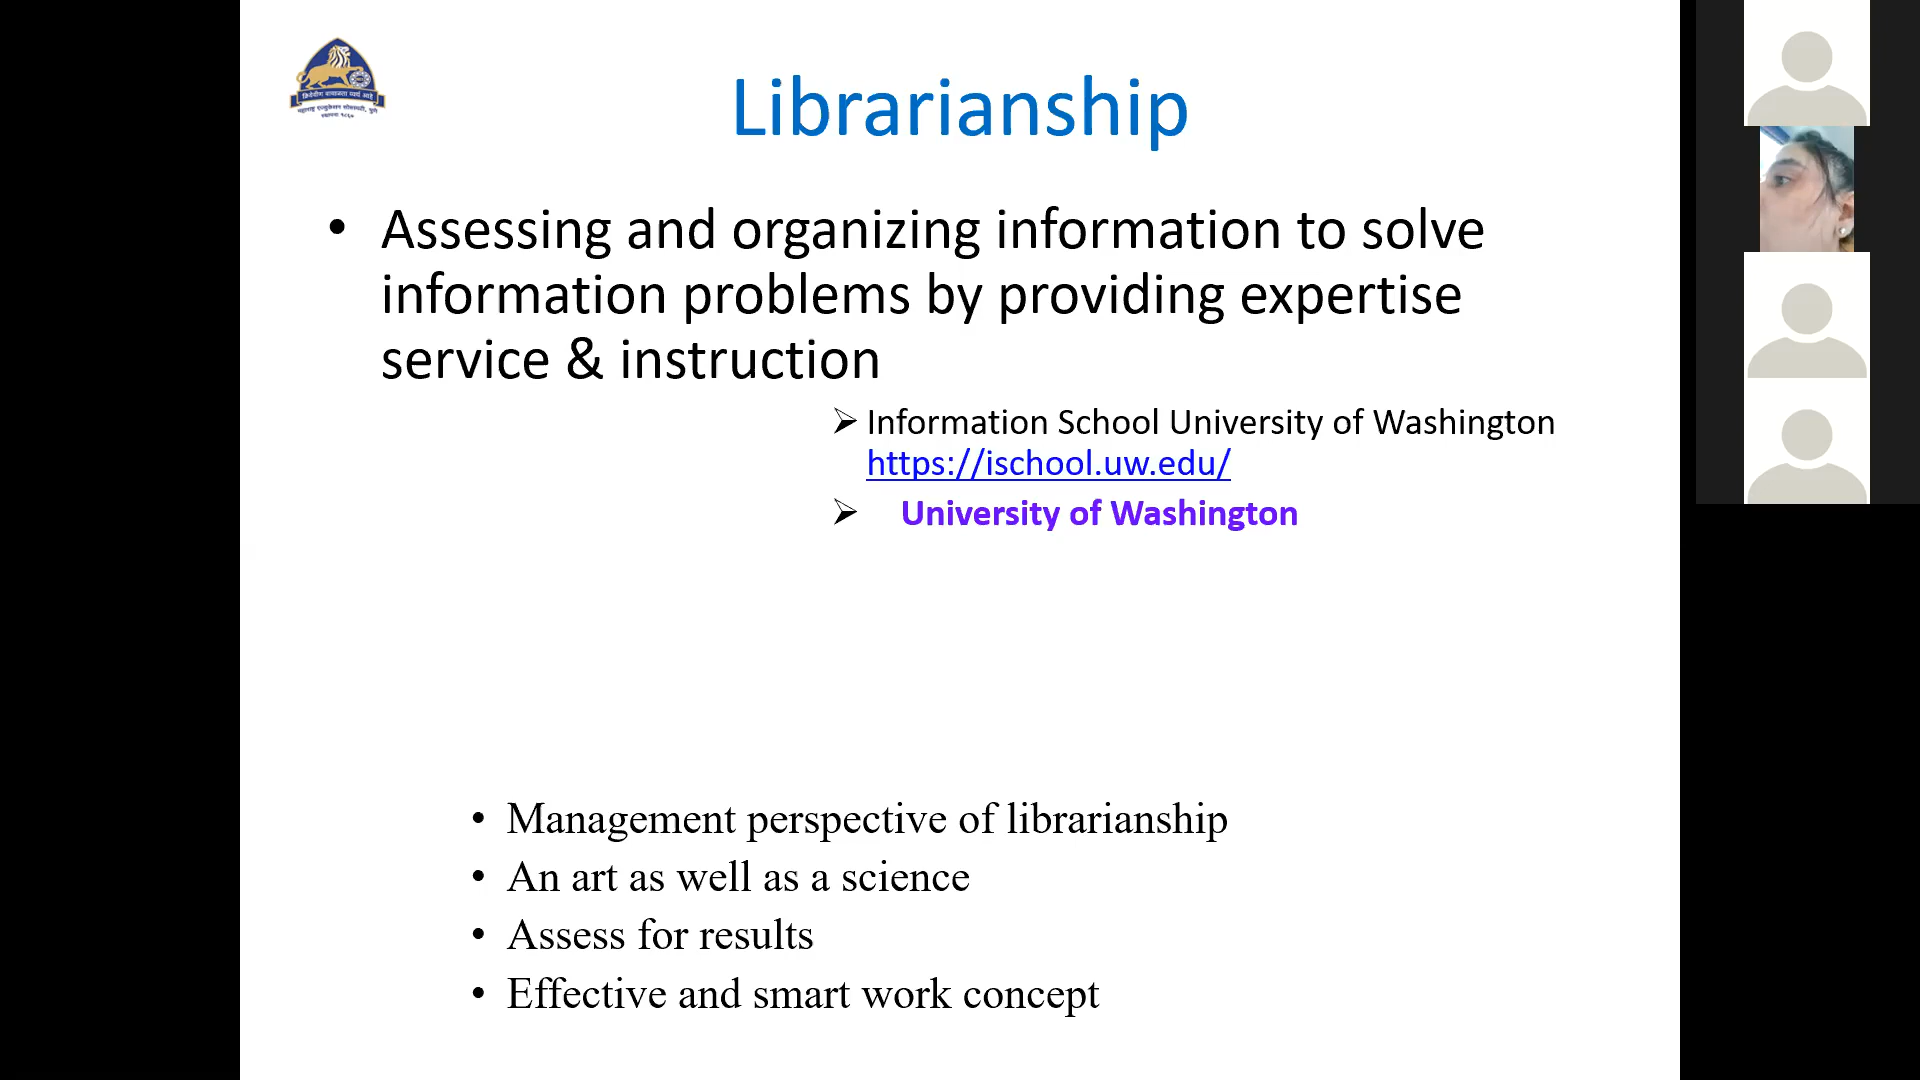 Librarianship
• Assessing and organizing information to solve
information problems by providing expertise
service & instruction
➢ Information School University of Washington
https://ischool.uw.edu/
➢ University of Washington
• Management perspective of librarianship
• An art as well as a science
• Assess for results
• Effective and smart work concept